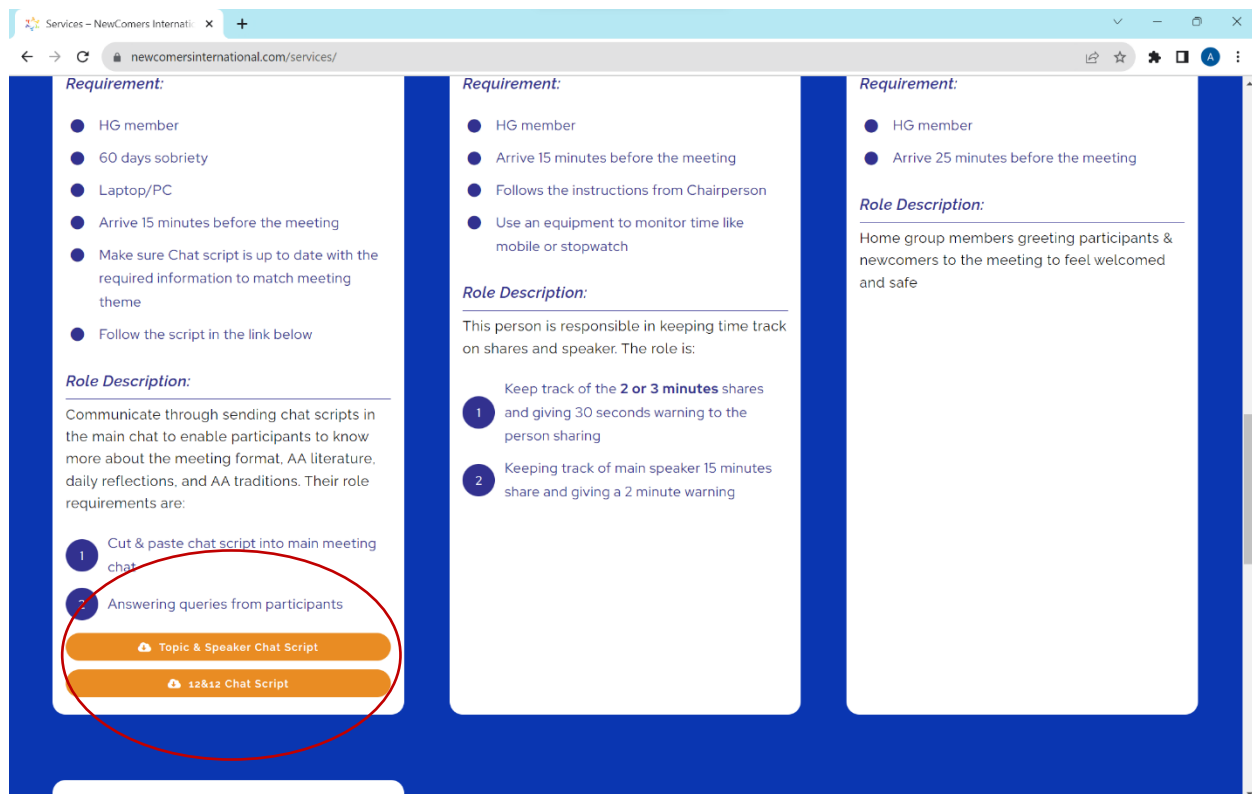 Services – NewComers Internatio
newcomersinternational.com/services/
A
Requirement:
HG member
60 days sobriety
Laptop/PC
Arrive 15 minutes before the meeting
Make sure Chat script is up to date with the
required information to match meeting
theme
Follow the script in the link below
Role Description:
Communicate through sending chat scripts in
the main chat to enable participants to know
more about the meeting format, AA literature,
daily reflections, and AA traditions. Their role
requirements are:
1 Cut & paste chat script into main meeting
chat
2 Answering queries from participants
Topic & Speaker Chat Script
12&12 Chat Script
Requirement:
HG member
Arrive 15 minutes before the meeting
Follows the instructions from Chairperson
Use an equipment to monitor time like
mobile or stopwatch
Role Description:
This person is responsible in keeping time track
on shares and speaker. The role is:
1 Keep track of the 2 or 3 minutes shares
and giving 30 seconds warning to the
person sharing
2 Keeping track of main speaker 15 minutes
share and giving a 2 minute warning
Requirement:
HG member
Arrive 25 minutes before the meeting
Role Description:
Home group members greeting participants &
newcomers to the meeting to feel welcomed
and safe